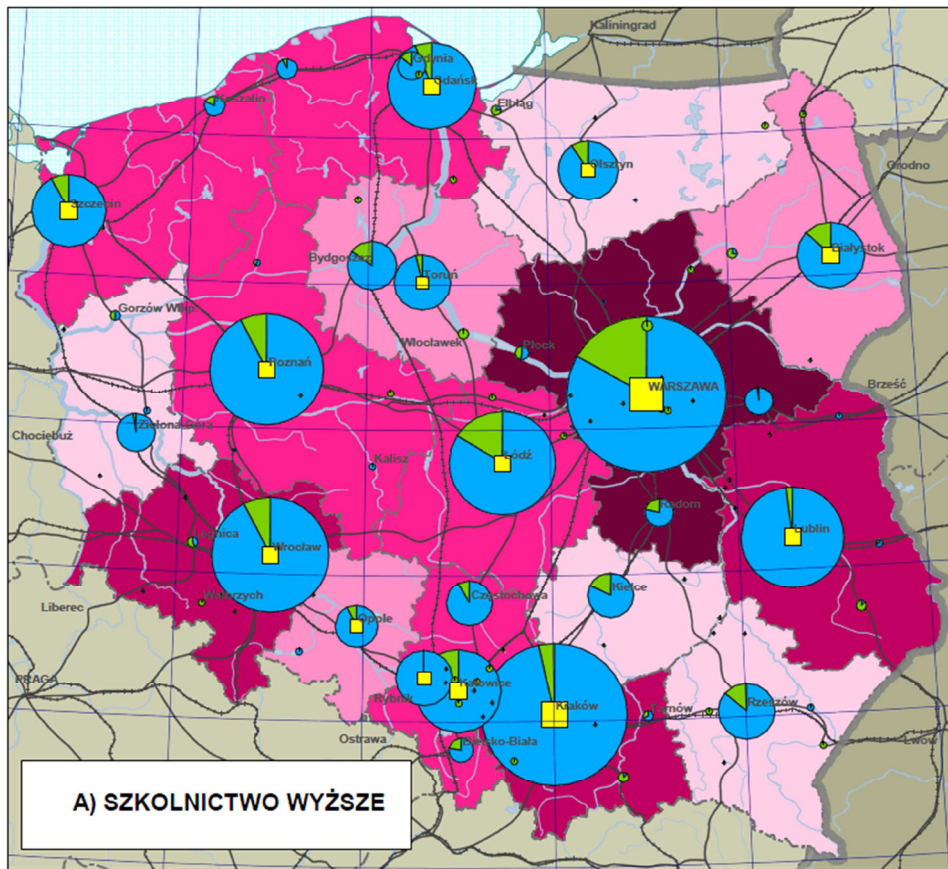 Kaliningrad
Gdynia
Gdańsk
Koszalin
Elbląg
Olsztyn
Grodno
Szczecin
Białystok
Bydgoszcz
Toruń
Gorzów Wlkp.
Włocławek
Płock
Poznań
WARSZAWA
Brześć
Zielona Góra
Chociebuż
Łódź
Kalisz
Radom
Lublin
Legnica
Wrocław
Wałbrzych
Liberec
Częstochowa
Kielce
Opole
PRAGA
Rybnik
Katowice
Kraków
Tarnów
Rzeszów
Ostrawa
Bielsko-Biała
Lwów
A) SZKOLNICTWO WYŻSZE